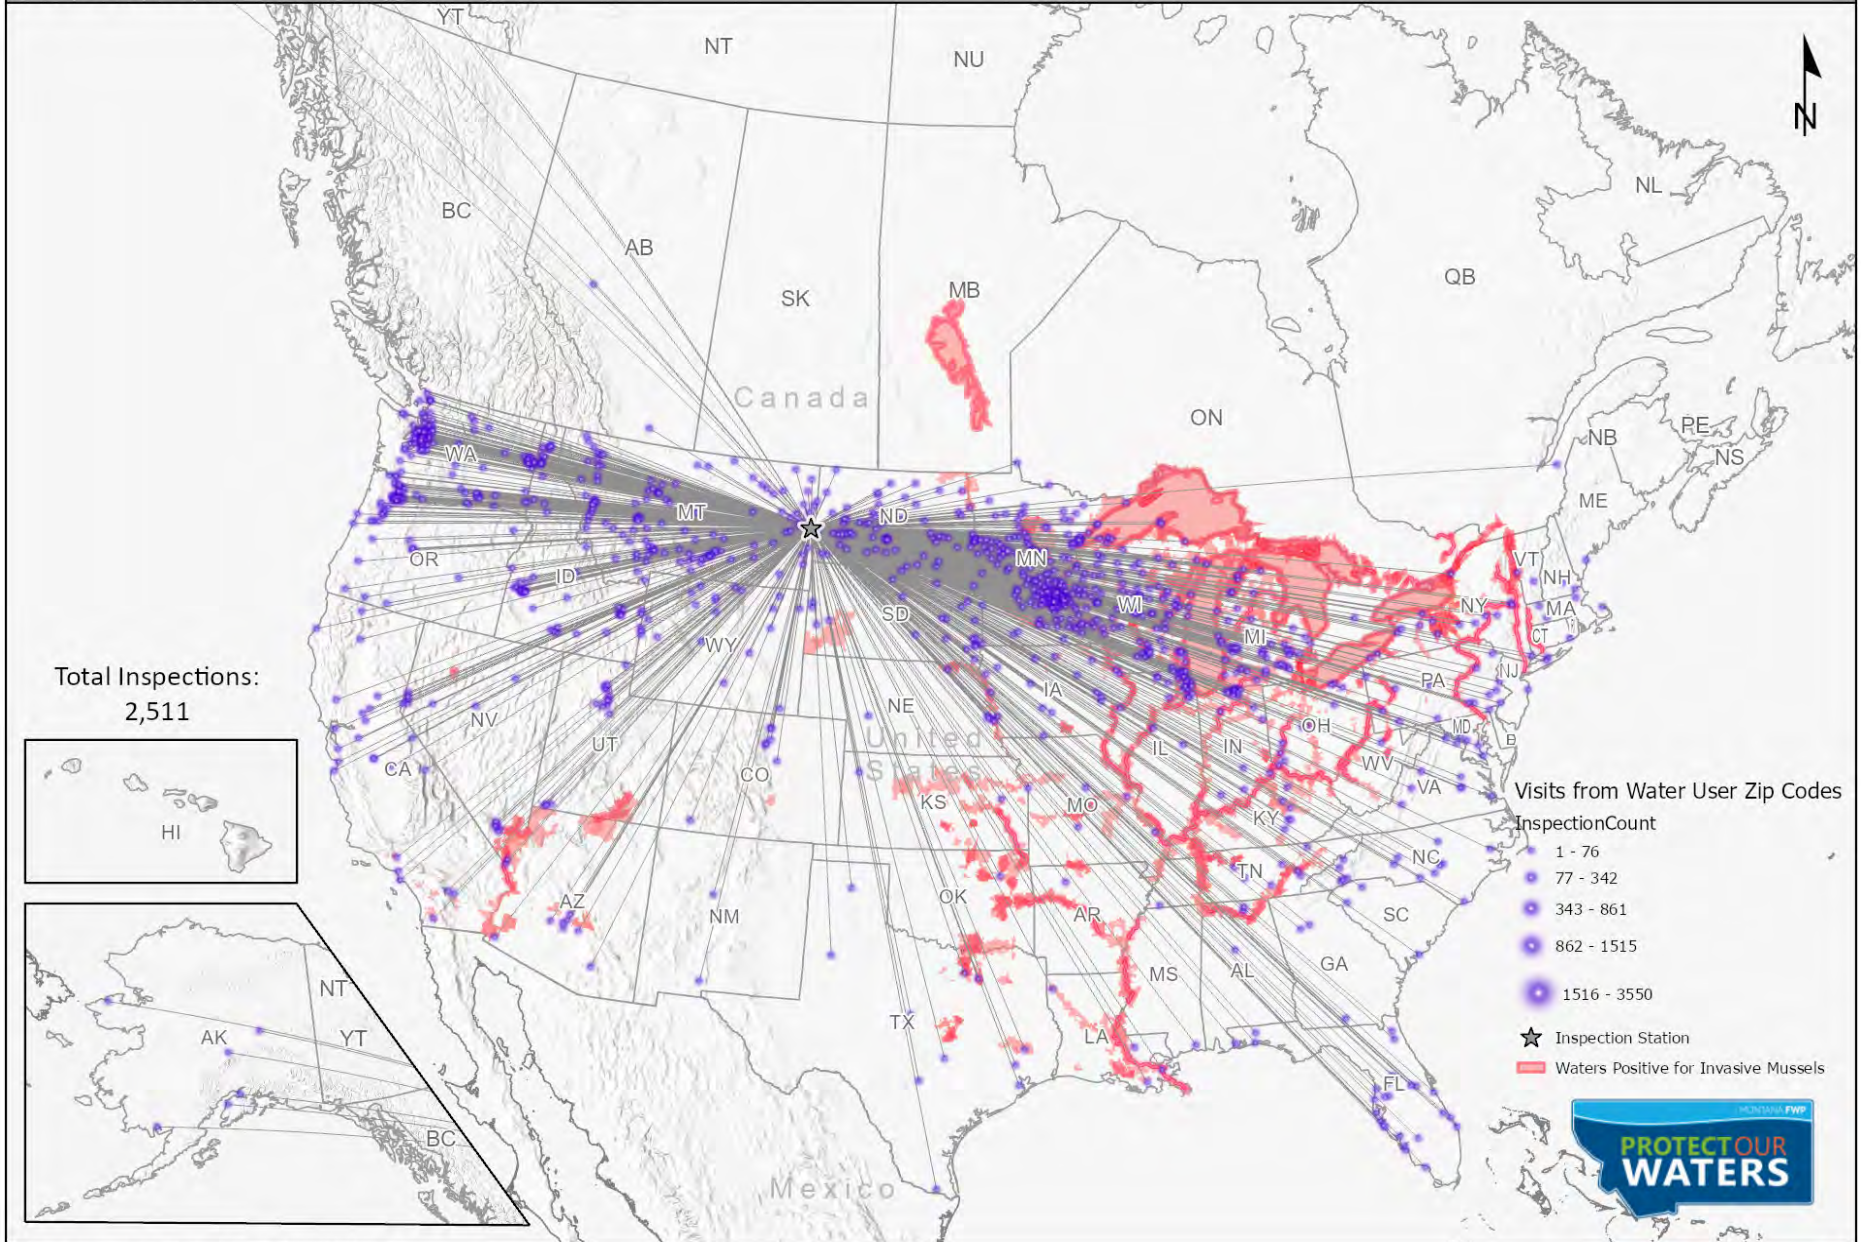 YT
NT
NU
NL
BC
AB
SK
MB
QB
Canada
ON
NB
PE
NS
ME
WA
MT
ND
MN
OR
ID
WY
SD
WI
MI
VT
NH
NY
MA
CT
NJ
PA
MD
IA
NE
United
States
NV
UT
CA
CO
KS
MO
IL
IN
OH
WV
VA
KY
TN
NC
SC
AZ
NM
OK
AR
TX
LA
MS
AL
GA
FL
Mexico
N
Total Inspections:
2,511
HI
AK
NT
YT
BC
Visits from Water User Zip Codes
InspectionCount
1 - 76
77 - 342
343 - 861
862 - 1515
1516 - 3550
Inspection Station
Waters Positive for Invasive Mussels
MONTANA FWP
PROTECT OUR
WATERS